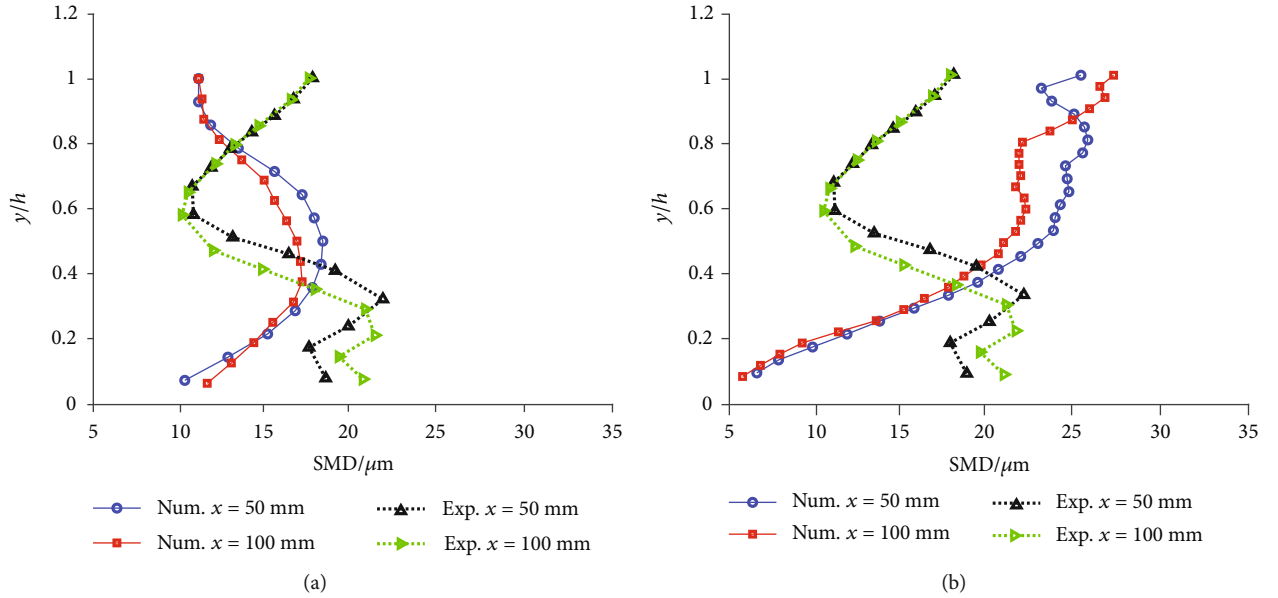 1.2
1
0.8
0.6
0.4
0.2
0
y/h
5
10
15
20
25
30
35
SMD/μm
Num. x = 50 mm
Exp. x = 50 mm
Num. x = 100 mm
Exp. x = 100 mm
(a)
1.2
1
0.8
0.6
0.4
0.2
0
y/h
5
10
15
20
25
30
35
SMD/μm
Num. x = 50 mm
Exp. x = 50 mm
Num. x = 100 mm
Exp. x = 100 mm
(b)